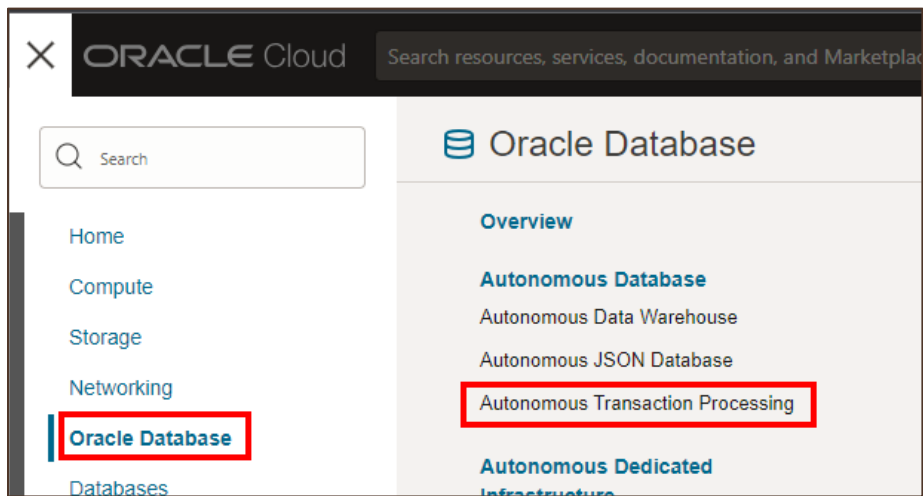 ORACLE Cloud
Search resources, services, documentation, and Marketplac
Search
Home
Compute
Storage
Networking
Oracle Database
Databases
Oracle Database
Overview
Autonomous Database
Autonomous Data Warehouse
Autonomous JSON Database
Autonomous Transaction Processing
Autonomous Dedicated
Infrastructure